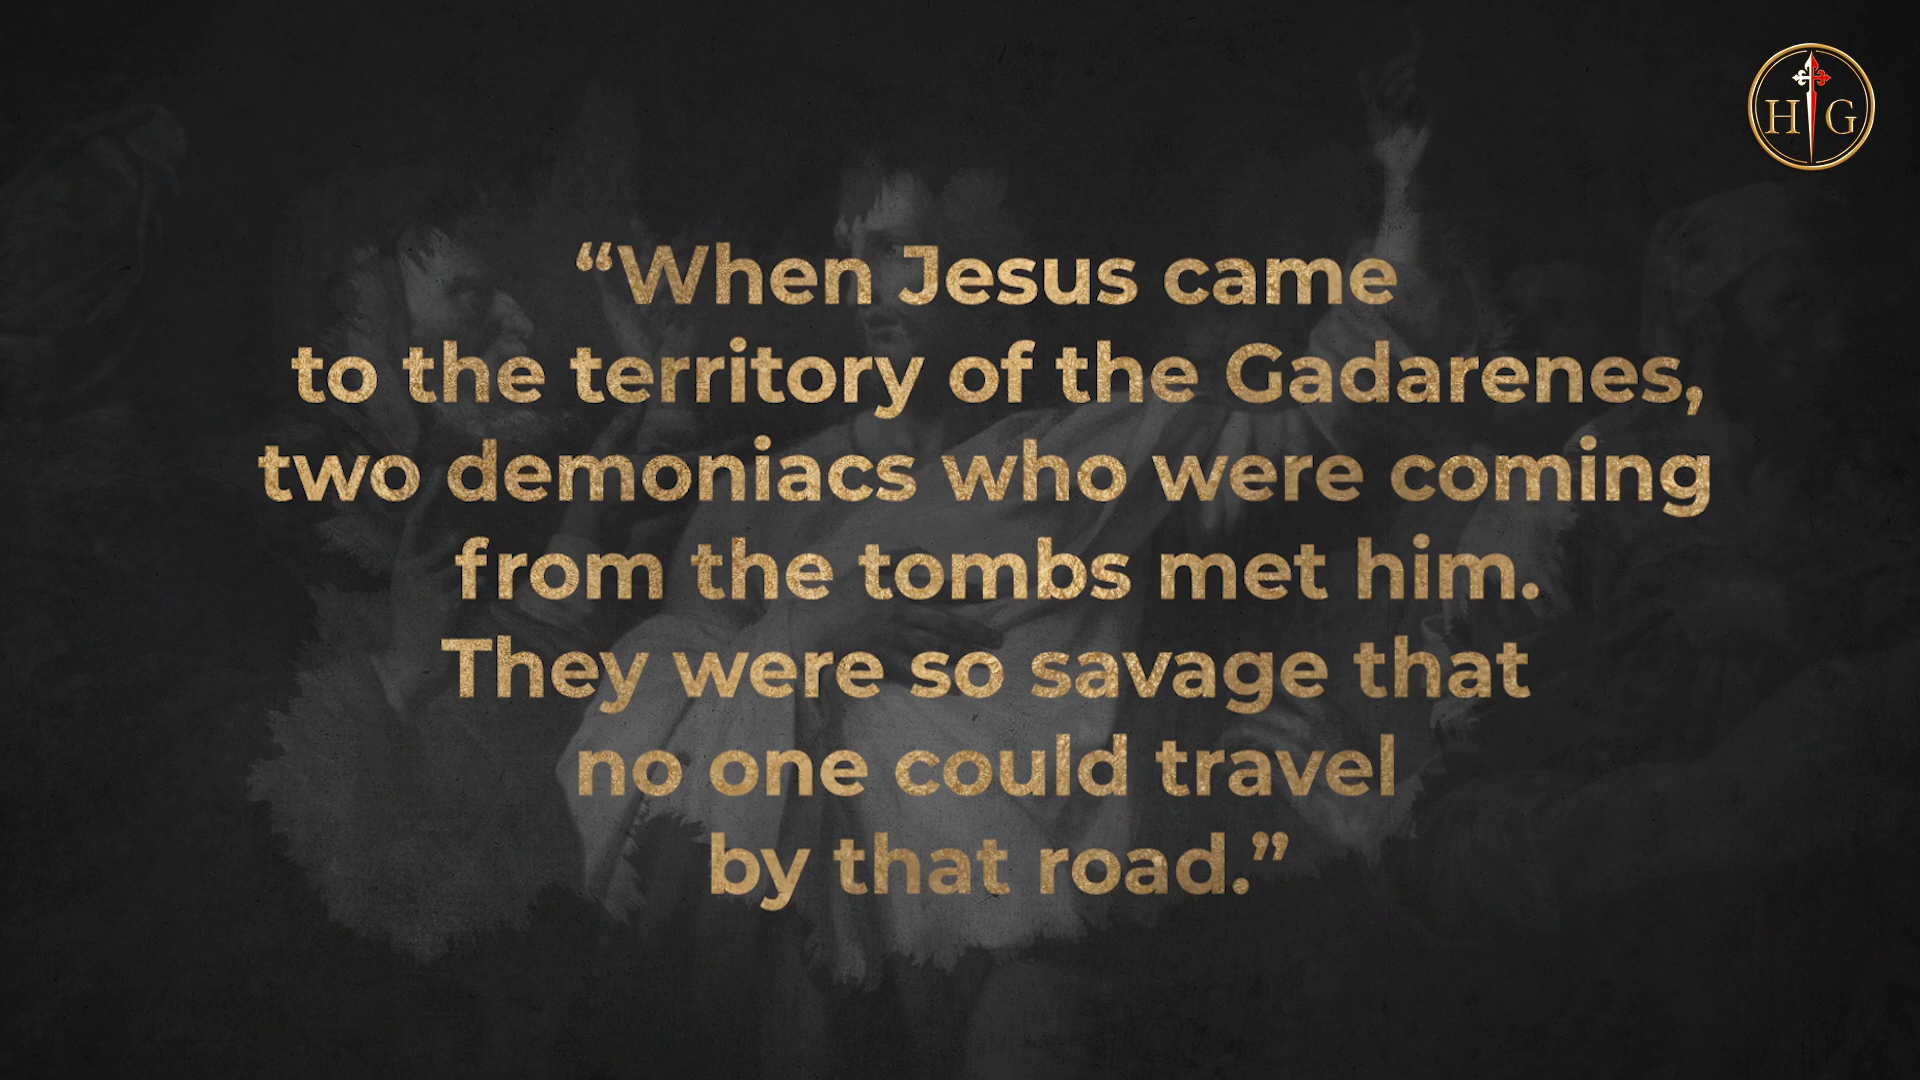 H G
“When Jesus came
to the territory of the Gadarenes,
two demoniacs who were coming
from the tombs met him.
They were so savage that
no one could travel
by that road.”